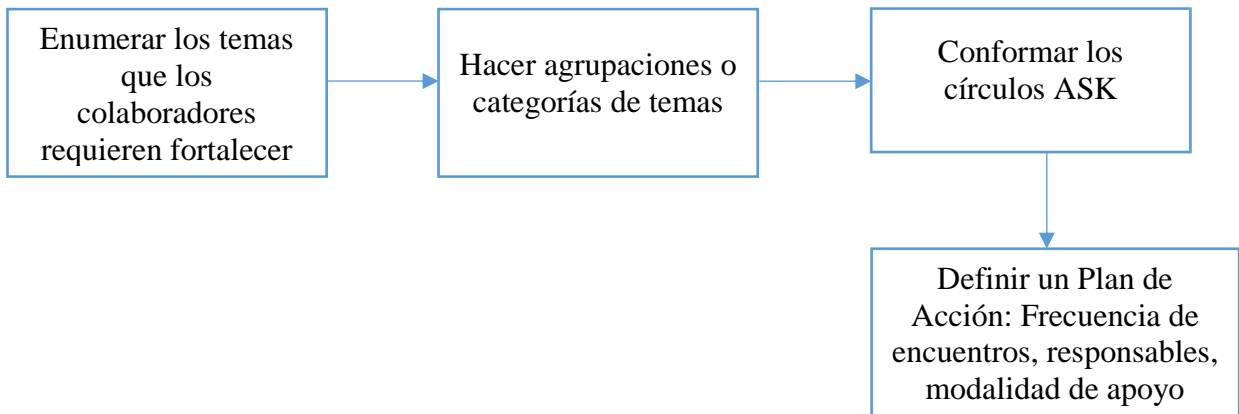 Enumerar los temas
que los
colaboradores
requieren fortalecer
Hacer agrupaciones o
categorías de temas
Conformar los
círculos ASK
Definir un Plan de
Acción: Frecuencia de
encuentros, responsables,
modalidad de apoyo